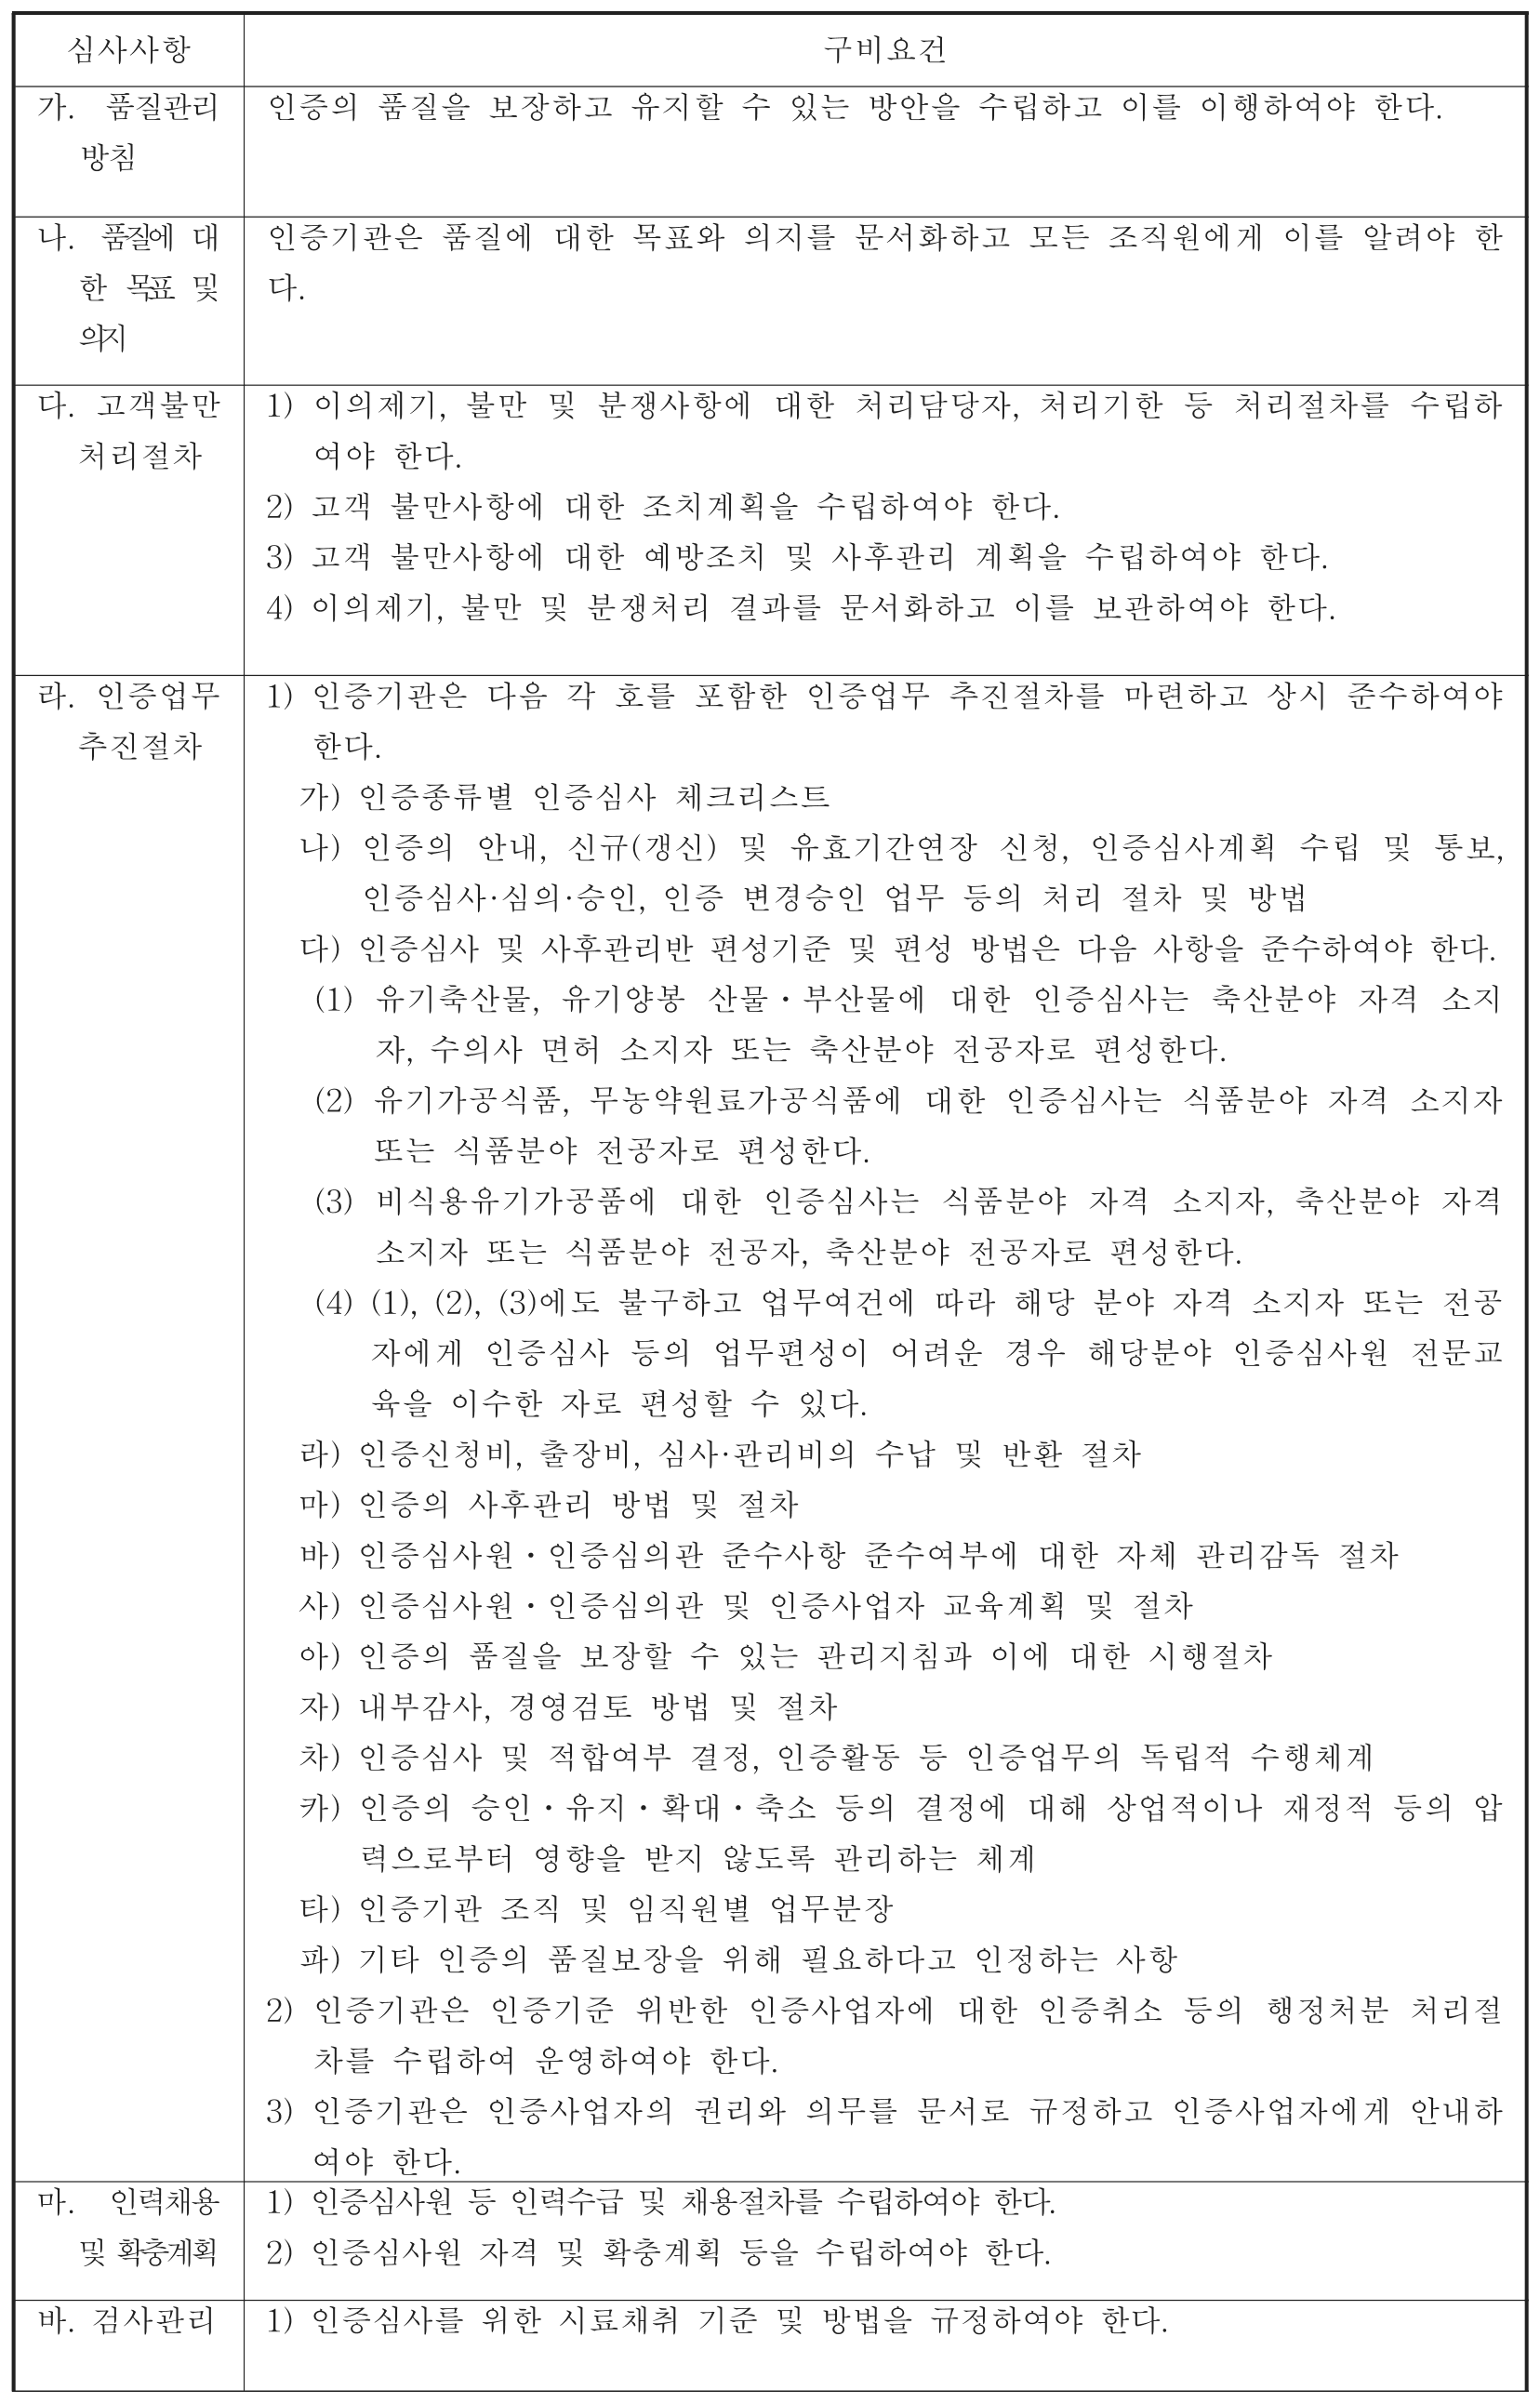 심사사항
구비요건
가. 품질관리
방침
인증의 품질을 보장하고 유지할 수 있는 방안을 수립하고 이를 이행하여야 한다.
나. 품질에 대
한 목표 및
의지
인증기관은 품질에 대한 목표와 의지를 문서화하고 모든 조직원에게 이를 알려야 한
다.
다. 고객불만
처리절차
1) 이의제기, 불만 및 분쟁사항에 대한 처리담당자, 처리기한 등 처리절차를 수립하
여야 한다.
2) 고객 불만사항에 대한 조치계획을 수립하여야 한다.
3) 고객 불만사항에 대한 예방조치 및 사후관리 계획을 수립하여야 한다.
4) 이의제기, 불만 및 분쟁처리 결과를 문서화하고 이를 보관하여야 한다.
라. 인증업무
추진절차
1) 인증기관은 다음 각 호를 포함한 인증업무 추진절차를 마련하고 상시 준수하여야
한다.
가) 인증종류별 인증심사 체크리스트
나) 인증의 안내, 신규(갱신) 및 유효기간연장 신청, 인증심사계획 수립 및 통보,
인증심사·심의·승인, 인증 변경승인 업무 등의 처리 절차 및 방법
다) 인증심사 및 사후관리반 편성기준 및 편성 방법은 다음 사항을 준수하여야 한다.
(1) 유기축산물, 유기양봉 산물・부산물에 대한 인증심사는 축산분야 자격 소지
자, 수의사 면허 소지자 또는 축산분야 전공자로 편성한다.
(2) 유기가공식품, 무농약원료가공식품에 대한 인증심사는 식품분야 자격 소지자
또는 식품분야 전공자로 편성한다.
(3) 비식용유기가공품에 대한 인증심사는 식품분야 자격 소지자, 축산분야 자격
소지자 또는 식품분야 전공자, 축산분야 전공자로 편성한다.
(4) (1), (2), (3)에도 불구하고 업무여건에 따라 해당 분야 자격 소지자 또는 전공
자에게 인증심사 등의 업무편성이 어려운 경우 해당분야 인증심사원 전문교
육을 이수한 자로 편성할 수 있다.
라) 인증신청비, 출장비, 심사·관리비의 수납 및 반환 절차
마) 인증의 사후관리 방법 및 절차
바) 인증심사원・인증심의관 준수사항 준수여부에 대한 자체 관리감독 절차
사) 인증심사원・인증심의관 및 인증사업자 교육계획 및 절차
아) 인증의 품질을 보장할 수 있는 관리지침과 이에 대한 시행절차
자) 내부감사, 경영검토 방법 및 절차
차) 인증심사 및 적합여부 결정, 인증활동 등 인증업무의 독립적 수행체계
카) 인증의 승인・유지・확대・축소 등의 결정에 대해 상업적이나 재정적 등의 압
력으로부터 영향을 받지 않도록 관리하는 체계
타) 인증기관 조직 및 임직원별 업무분장
파) 기타 인증의 품질보장을 위해 필요하다고 인정하는 사항
2) 인증기관은 인증기준 위반한 인증사업자에 대한 인증취소 등의 행정처분 처리절
차를 수립하여 운영하여야 한다.
3) 인증기관은 인증사업자의 권리와 의무를 문서로 규정하고 인증사업자에게 안내하
여야 한다.
마. 인력채용
및 확충계획
1) 인증심사원 등 인력수급 및 채용절차를 수립하여야 한다.
2) 인증심사원 자격 및 확충계획 등을 수립하여야 한다.
바. 검사관리
1) 인증심사를 위한 시료채취 기준 및 방법을 규정하여야 한다.